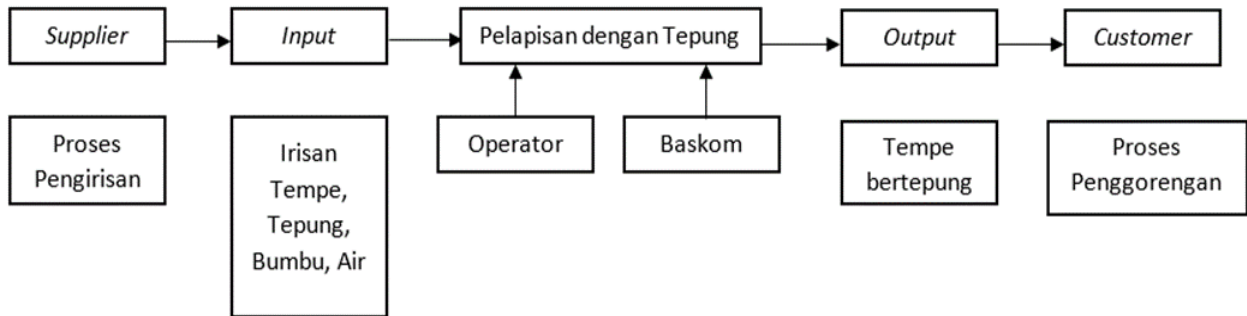 Supplier
Input
Pelapisan dengan Tepung
Output
Customer
Proses
Pengirisan
Irisan
Tempe,
Tepung,
Bumbu, Air
Operator
Baskom
Tempe
bertepung
Proses
Penggorengan